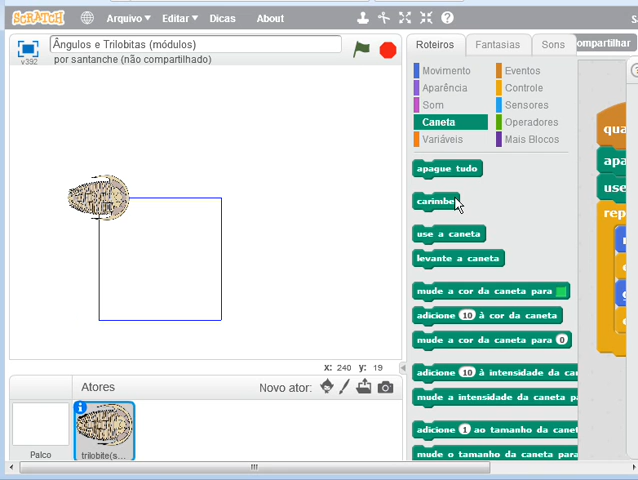 SCRATCH Arquivo Editar Dicas About
Ângulos e Trilobitas (módulos)
por santanche (não compartilhado)
v392
Roteiros Fantasias Sons
ompartilhar
Movimento Eventos
Aparência Controle
Som Sensores
Caneta Operadores
Variáveis Mais Blocos
apague tudo
carimbe
use a caneta
levante a caneta
mude a cor da caneta para
adicione 10 à cor da caneta
mude a cor da caneta para 0
adicione 10 à intensidade da can
mude a intensidade da caneta p
adicione 1 ao tamanho da canet
mude o tamanho da caneta para
qua
apa
use
rep
x: 240 y: 19
Atores Novo ator:
Palco
trilobite(s...